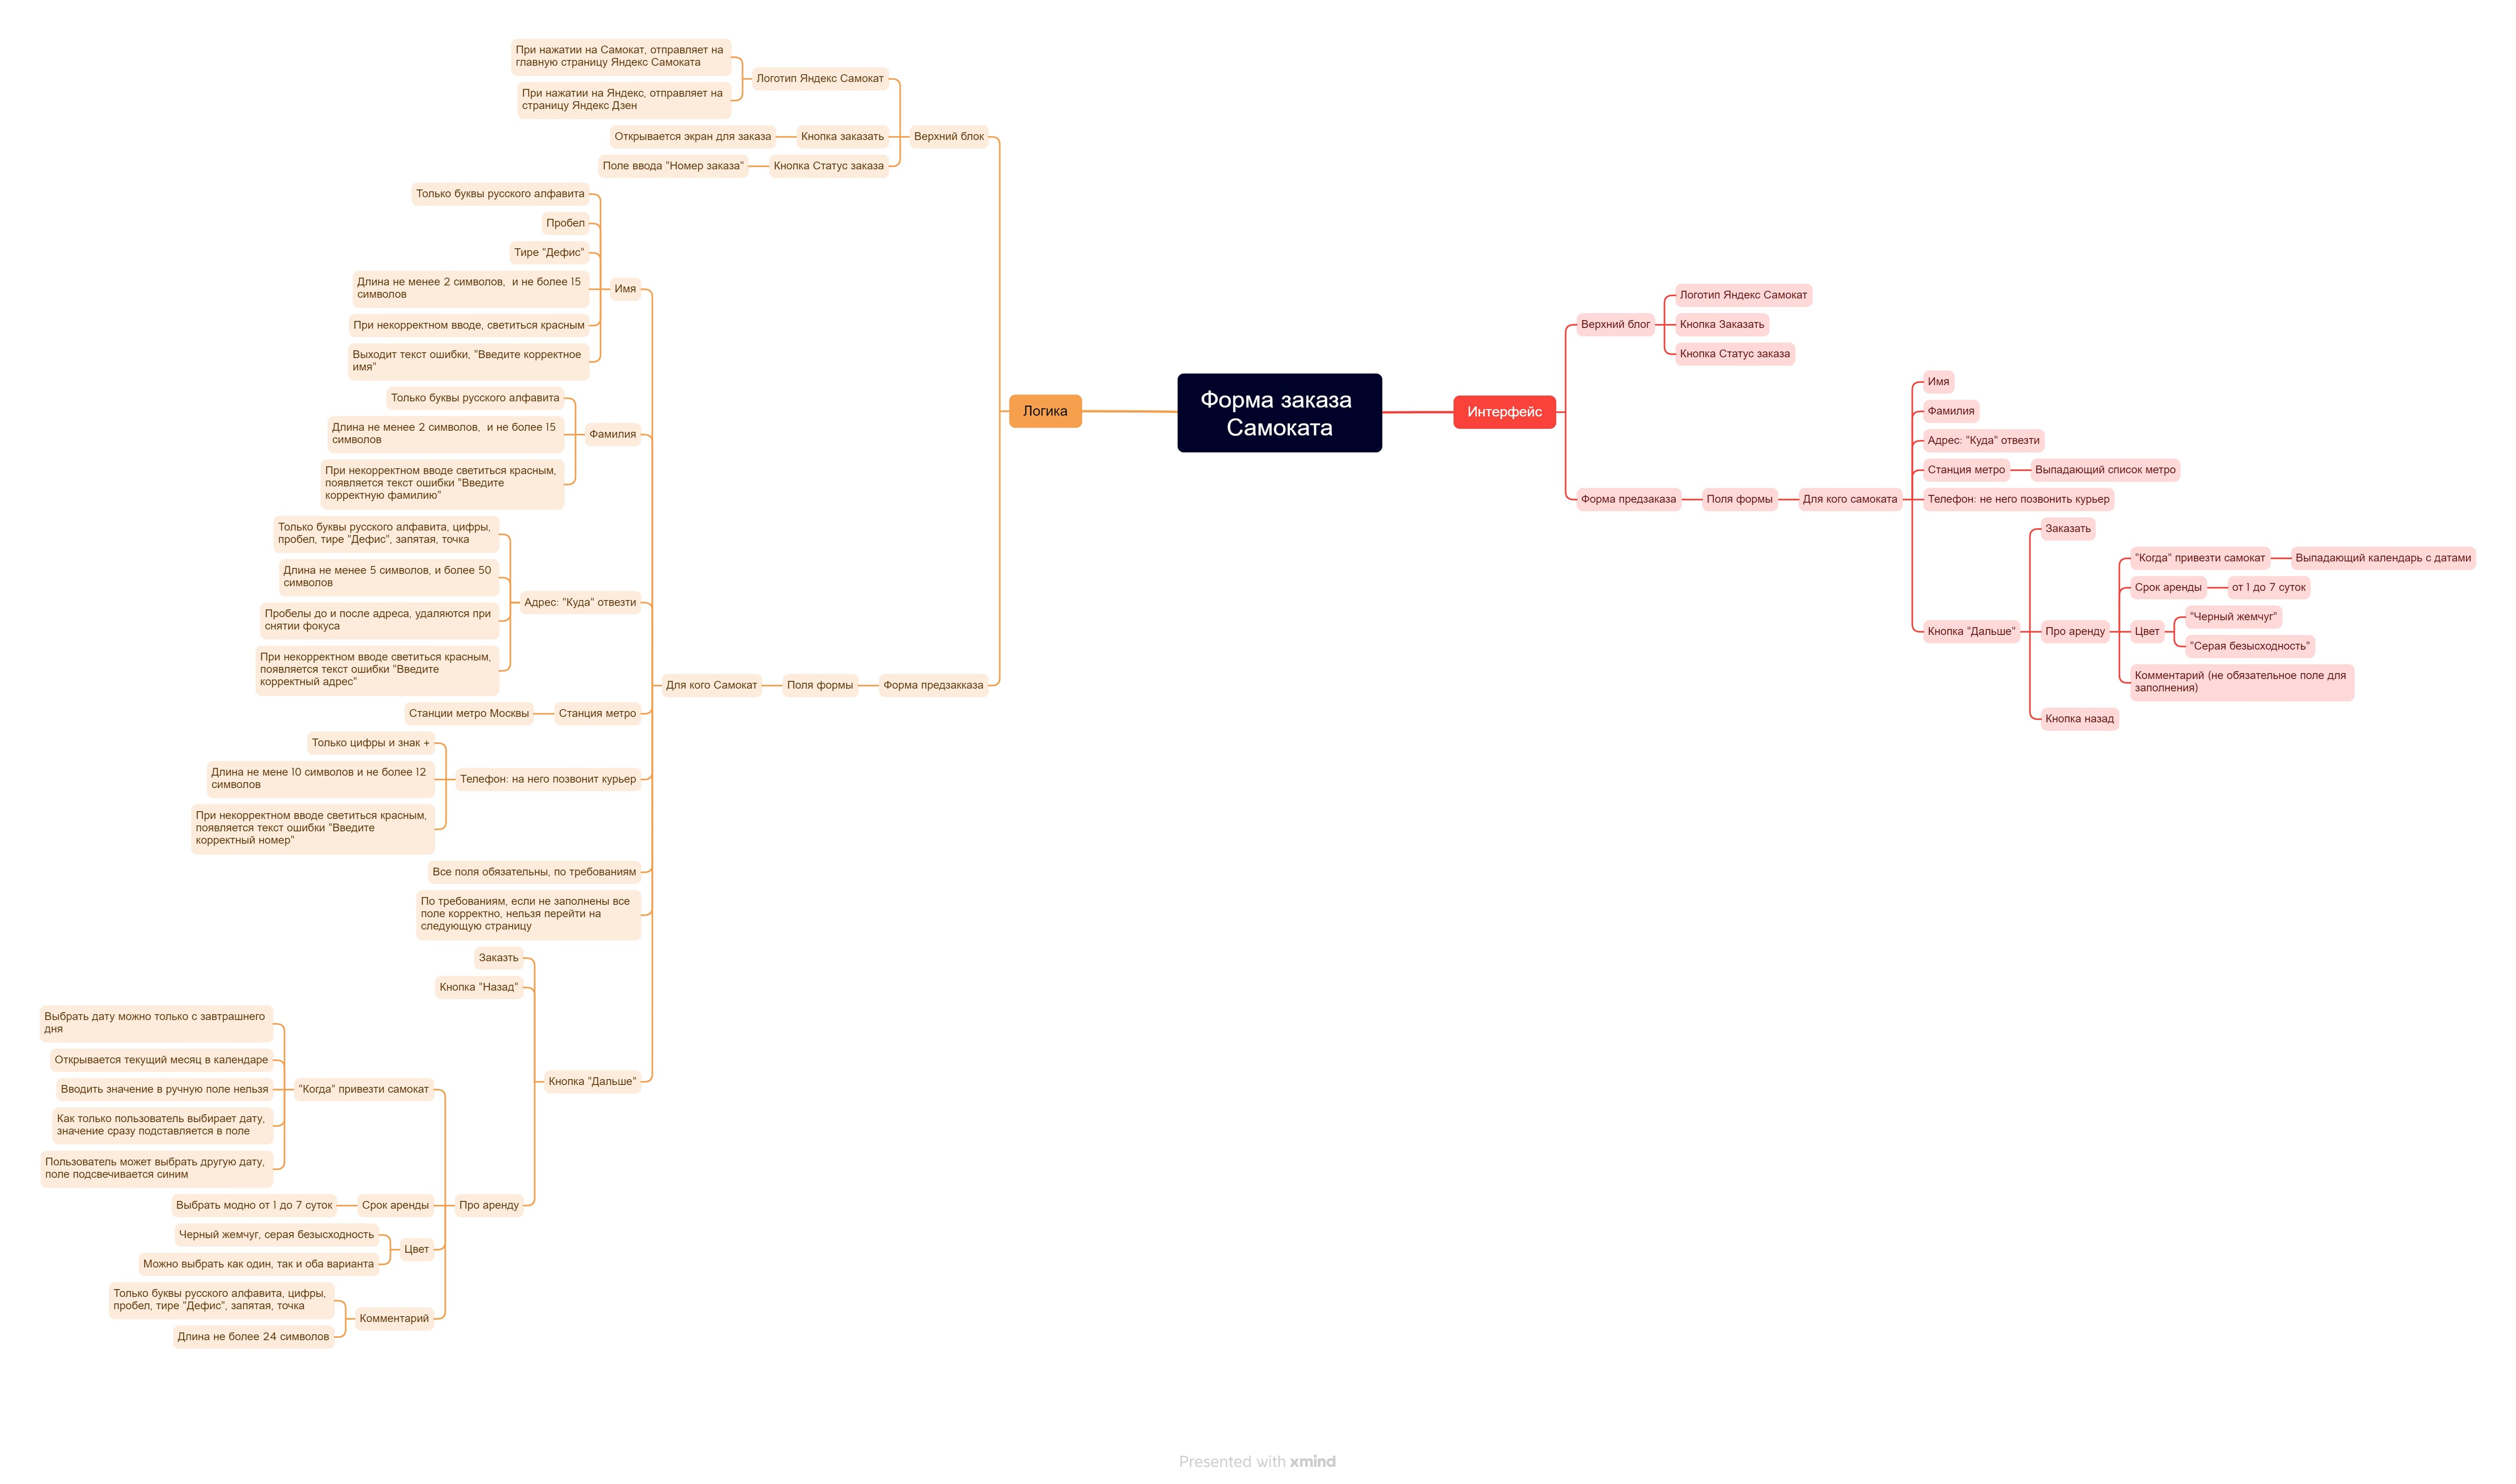 При нажатии на Самокат, отправляет на
главную страницу Яндекс Самоката
Логотип Яндекс Самокат
При нажатии на Яндекс, отправляет на
страницу Яндекс Дзен
Открывается экран для заказа
Кнопка заказать
Верхний блок
Поле ввода "Номер заказа"
Кнопка Статус заказа
Только буквы русского алфавита
Пробел
Тире "Дефис"
Длина не менее 2 символов,  и не более 15
символов
Имя
При некорректном вводе, светиться красным
Выходит текст ошибки, "Введите корректное
имя"
Только буквы русского алфавита
Длина не менее 2 символов,  и не более 15
символов
Фамилия
При некорректном вводе светиться красным,
появляется текст ошибки "Введите
корректную фамилию"
Только буквы русского алфавита, цифры,
пробел, тире "Дефис", запятая, точка
Длина не менее 5 символов, и более 50
символов
Адрес: "Куда" отвезти
Пробелы до и после адреса, удаляются при
снятии фокуса
При некорректном вводе светиться красным,
появляется текст ошибки "Введите
корректный адрес"
Для кого Самокат
Поля формы
Форма предзакказа
Станции метро Москвы
Станция метро
Только цифры и знак +
Длина не мене 10 символов и не более 12
символов
Телефон: на него позвонит курьер
При некорректном вводе светиться красным,
появляется текст ошибки "Введите
корректный номер"
Все поля обязательны, по требованиям
По требованиям, если не заполнены все
поле корректно, нельзя перейти на
следующую страницу
Заказть
Кнопка "Назад"
Кнопка "Дальше"
Выбрать дату можно только с завтрашнего
дня
Открывается текущий месяц в календаре
Вводить значение в ручную поле нельзя
"Когда" привезти самокат
Как только пользователь выбирает дату,
значение сразу подставляется в поле
Пользователь может выбрать другую дату,
поле подсвечивается синим
Выбрать модно от 1 до 7 суток
Срок аренды
Про аренду
Черный жемчуг, серая безысходность
Цвет
Можно выбрать как один, так и оба варианта
Только буквы русского алфавита, цифры,
пробел, тире "Дефис", запятая, точка
Комментарий
Длина не более 24 символов
Логика
Форма заказа
Самоката
Интерфейс
Верхний блог
Логотип Яндекс Самокат
Кнопка Заказать
Кнопка Статус заказа
Форма предзаказа
Поля формы
Для кого самоката
Имя
Фамилия
Адрес: "Куда" отвезти
Станция метро
Выпадающий список метро
Телефон: не него позвонить курьер
Кнопка "Дальше"
Заказать
Про аренду
"Когда" привезти самокат
Выпадающий календарь с датами
Срок аренды
от 1 до 7 суток
Цвет
"Черный жемчуг"
"Серая безысходность"
Комментарий (не обязательное поле для
заполнения)
Кнопка назад
Presented with xmind